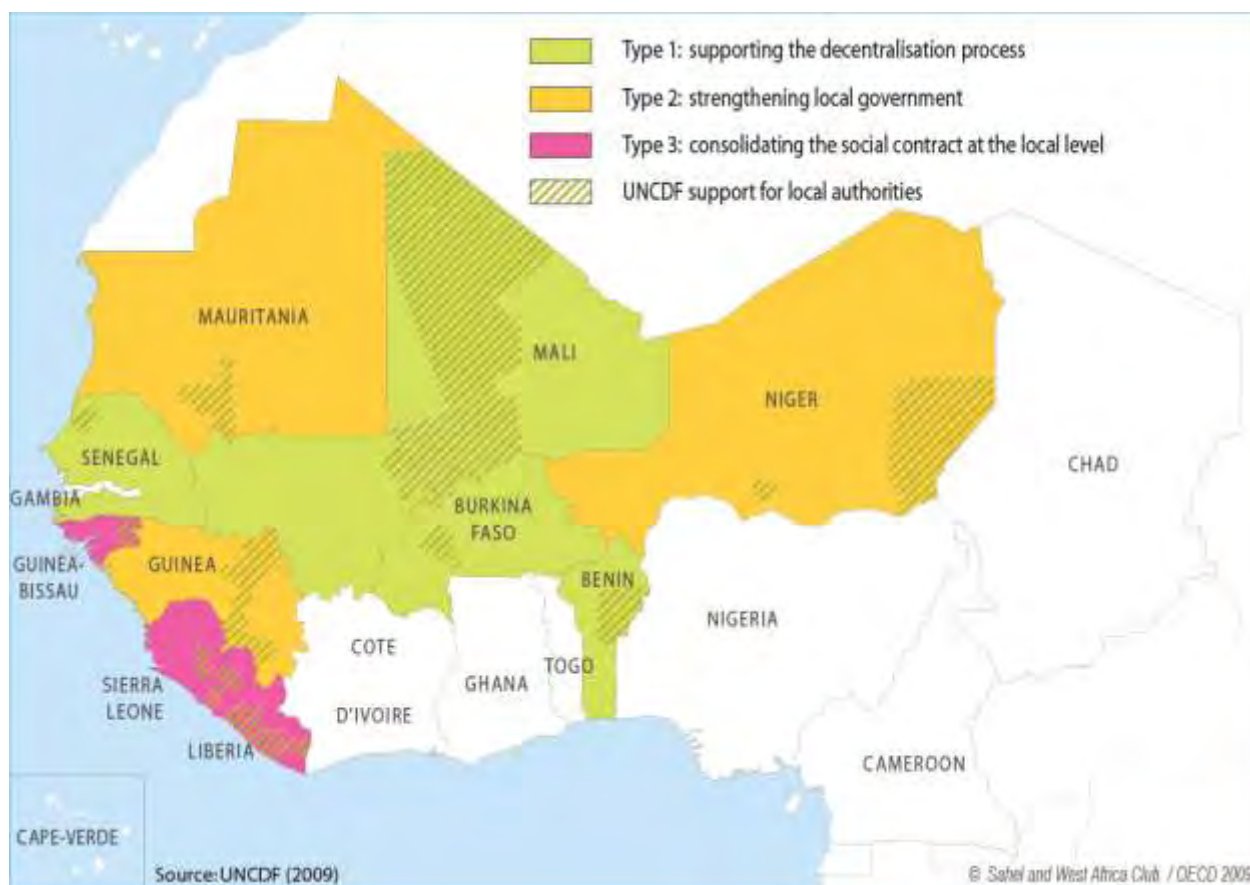 Type 1: supporting the decentralisation process
Type 2: strengthening local government
Type 3: consolidating the social contract at the local level
UNCDF support for local authorities
MAURITANIA
MALI
NIGER
CHAD
SENEGAL
GAMBIA
BURKINA
FASO
GUINEA-
BISSAU
GUINEA
BENIN
NIGERIA
COTE
D'IVOIRE
GHANA
TOGO
SIERRA
LEONE
LIBERIA
CAMEROON
CAPE-VERDE
Source: UNCDF (2009)
© Sahel and West Africa Club / OECD 2009